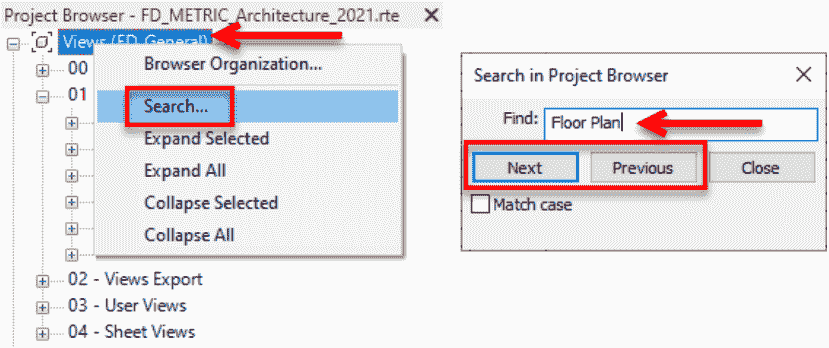 Project Browser - FD_METRIC_Architecture_2021.rte
Views (FD_General)
00
01
Browser Organization...
Search...
Expand Selected
Expand All
Collapse Selected
Collapse All
02 - Views Export
03 - User Views
04 - Sheet Views
Search in Project Browser
Find: Floor Plan
Next Previous Close
Match case